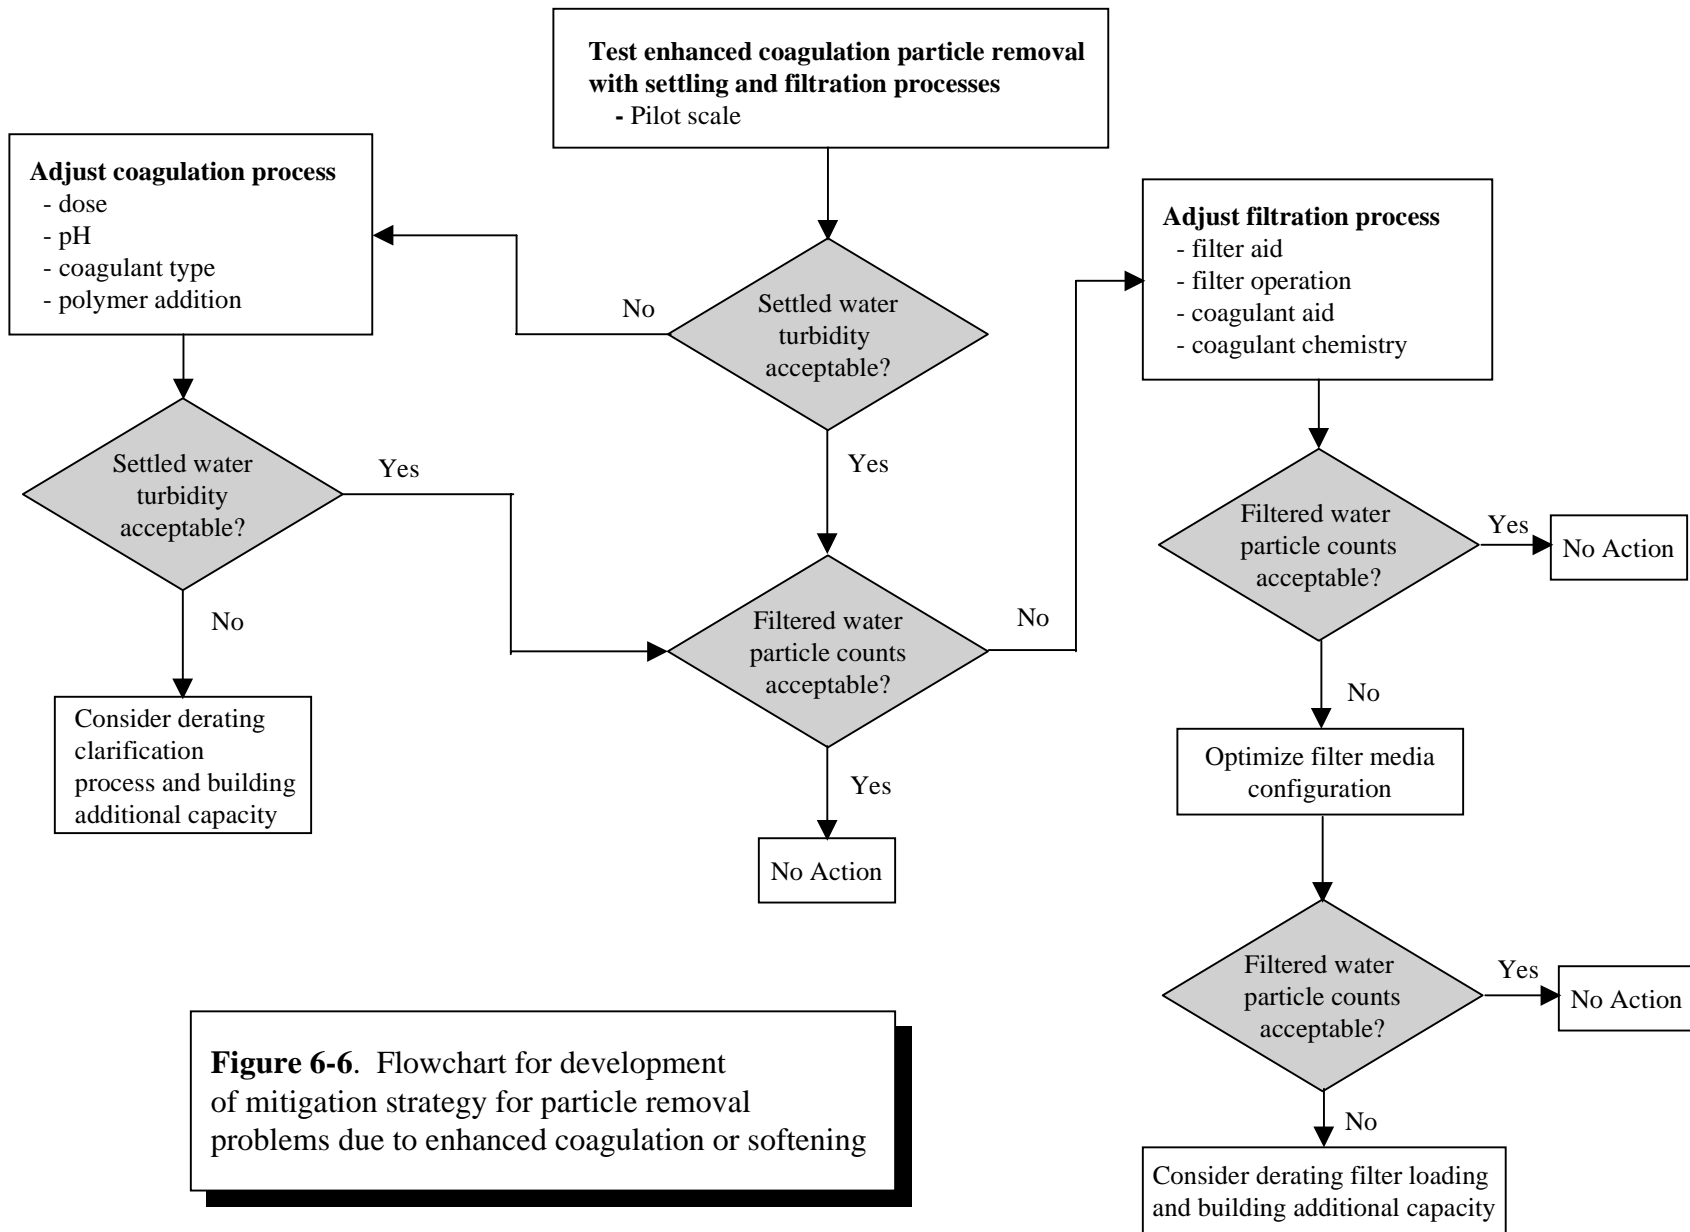 Test enhanced coagulation particle removal
with settling and filtration processes
- Pilot scale
Adjust coagulation process
- dose
- pH
- coagulant type
- polymer addition
Adjust filtration process
- filter aid
- filter operation
- coagulant aid
- coagulant chemistry
No
Settled water
turbidity
acceptable?
Yes
Settled water
turbidity
acceptable?
Yes
No
Filtered water
particle counts
acceptable?
No
Yes
No Action
Filtered water
particle counts
acceptable?
Yes
No Action
No
Consider derating
clarification
process and building
additional capacity
Optimize filter media
configuration
Filtered water
particle counts
acceptable?
Yes
No Action
No
Consider derating filter loading
and building additional capacity
Figure 6-6. Flowchart for development
of mitigation strategy for particle removal
problems due to enhanced coagulation or softening